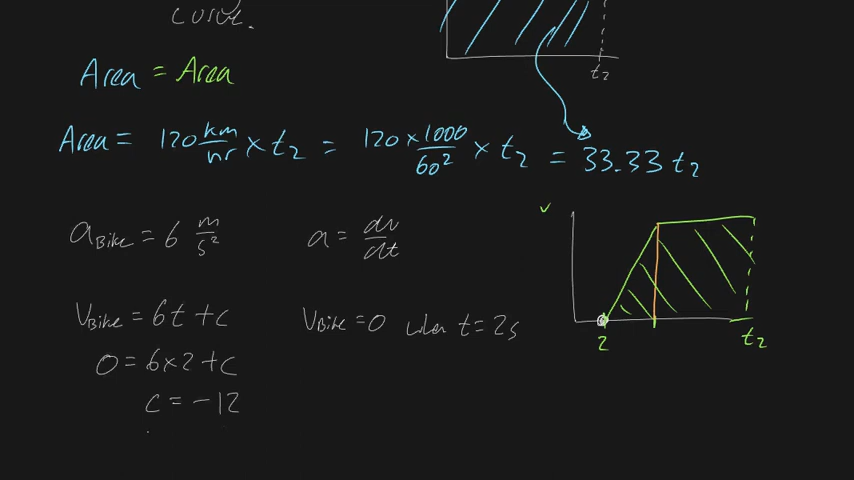 curve.
t₂
Area = Area
Area = 120 km/hr × t₂ = 120×1000/60² × t₂ = 33.33 t₂
a_Bike = 6 m/s² a = dv/dt
v
V_Bike = 6t + c V_Bike = 0 when t = 2s
2 t₂
0 = 6×2 + c
c = -12